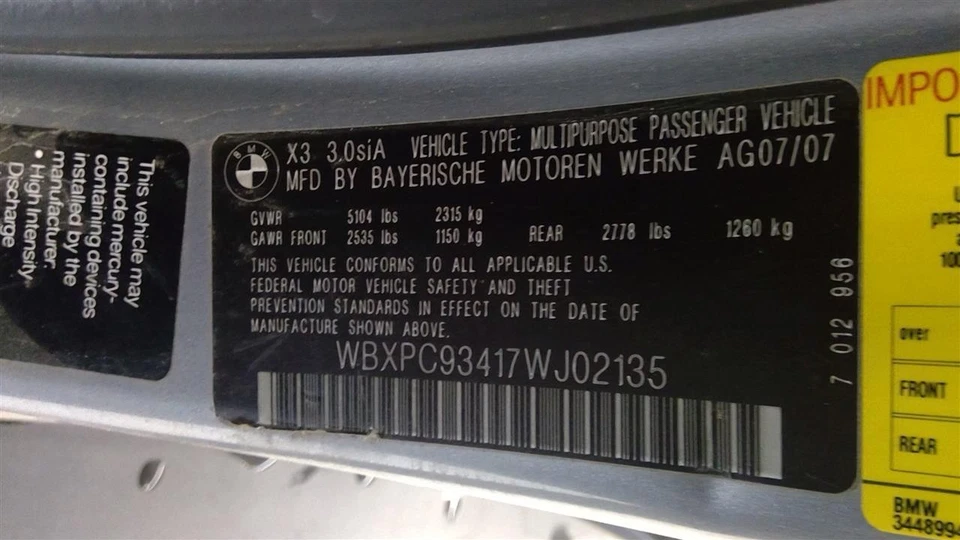 This vehicle may
include mercury-
containing devices
installed by the
manufacturer:
• High Intensity
Discharge
BMW
X3 3.0siA VEHICLE TYPE: MULTIPURPOSE PASSENGER VEHICLE
MFD BY BAYERISCHE MOTOREN WERKE AG07/07
GVWR 5104 lbs 2315 kg
GAWR FRONT 2535 lbs 1150 kg REAR 2778 lbs 1260 kg
THIS VEHICLE CONFORMS TO ALL APPLICABLE U.S.
FEDERAL MOTOR VEHICLE SAFETY AND THEFT
PREVENTION STANDARDS IN EFFECT ON THE DATE OF
MANUFACTURE SHOWN ABOVE.
WBXPC93417WJ02135
7 012 956
IMPO
pres
100
over
FRONT
REAR
BMW
3448994